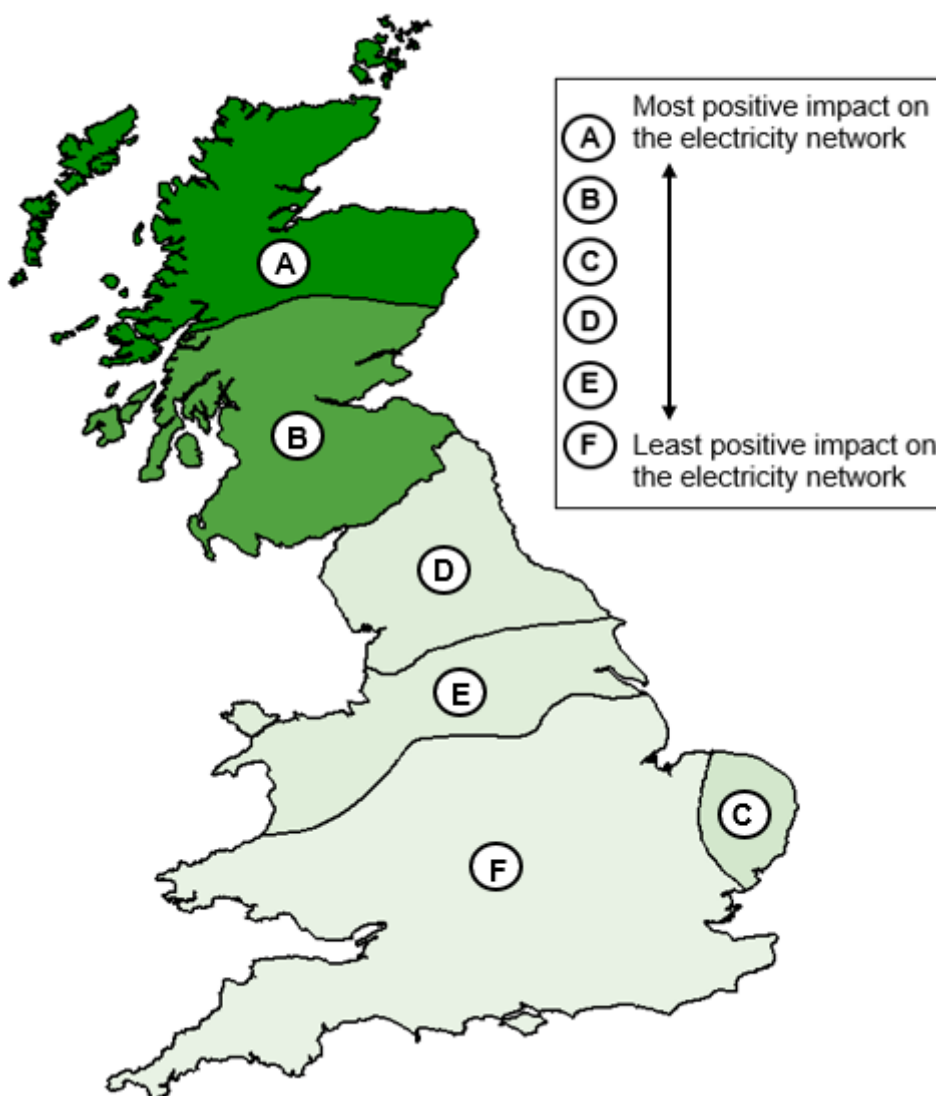 Most positive impact on
A the electricity network
B
C
D
E
F Least positive impact on
the electricity network
A
B
D
E
C
F